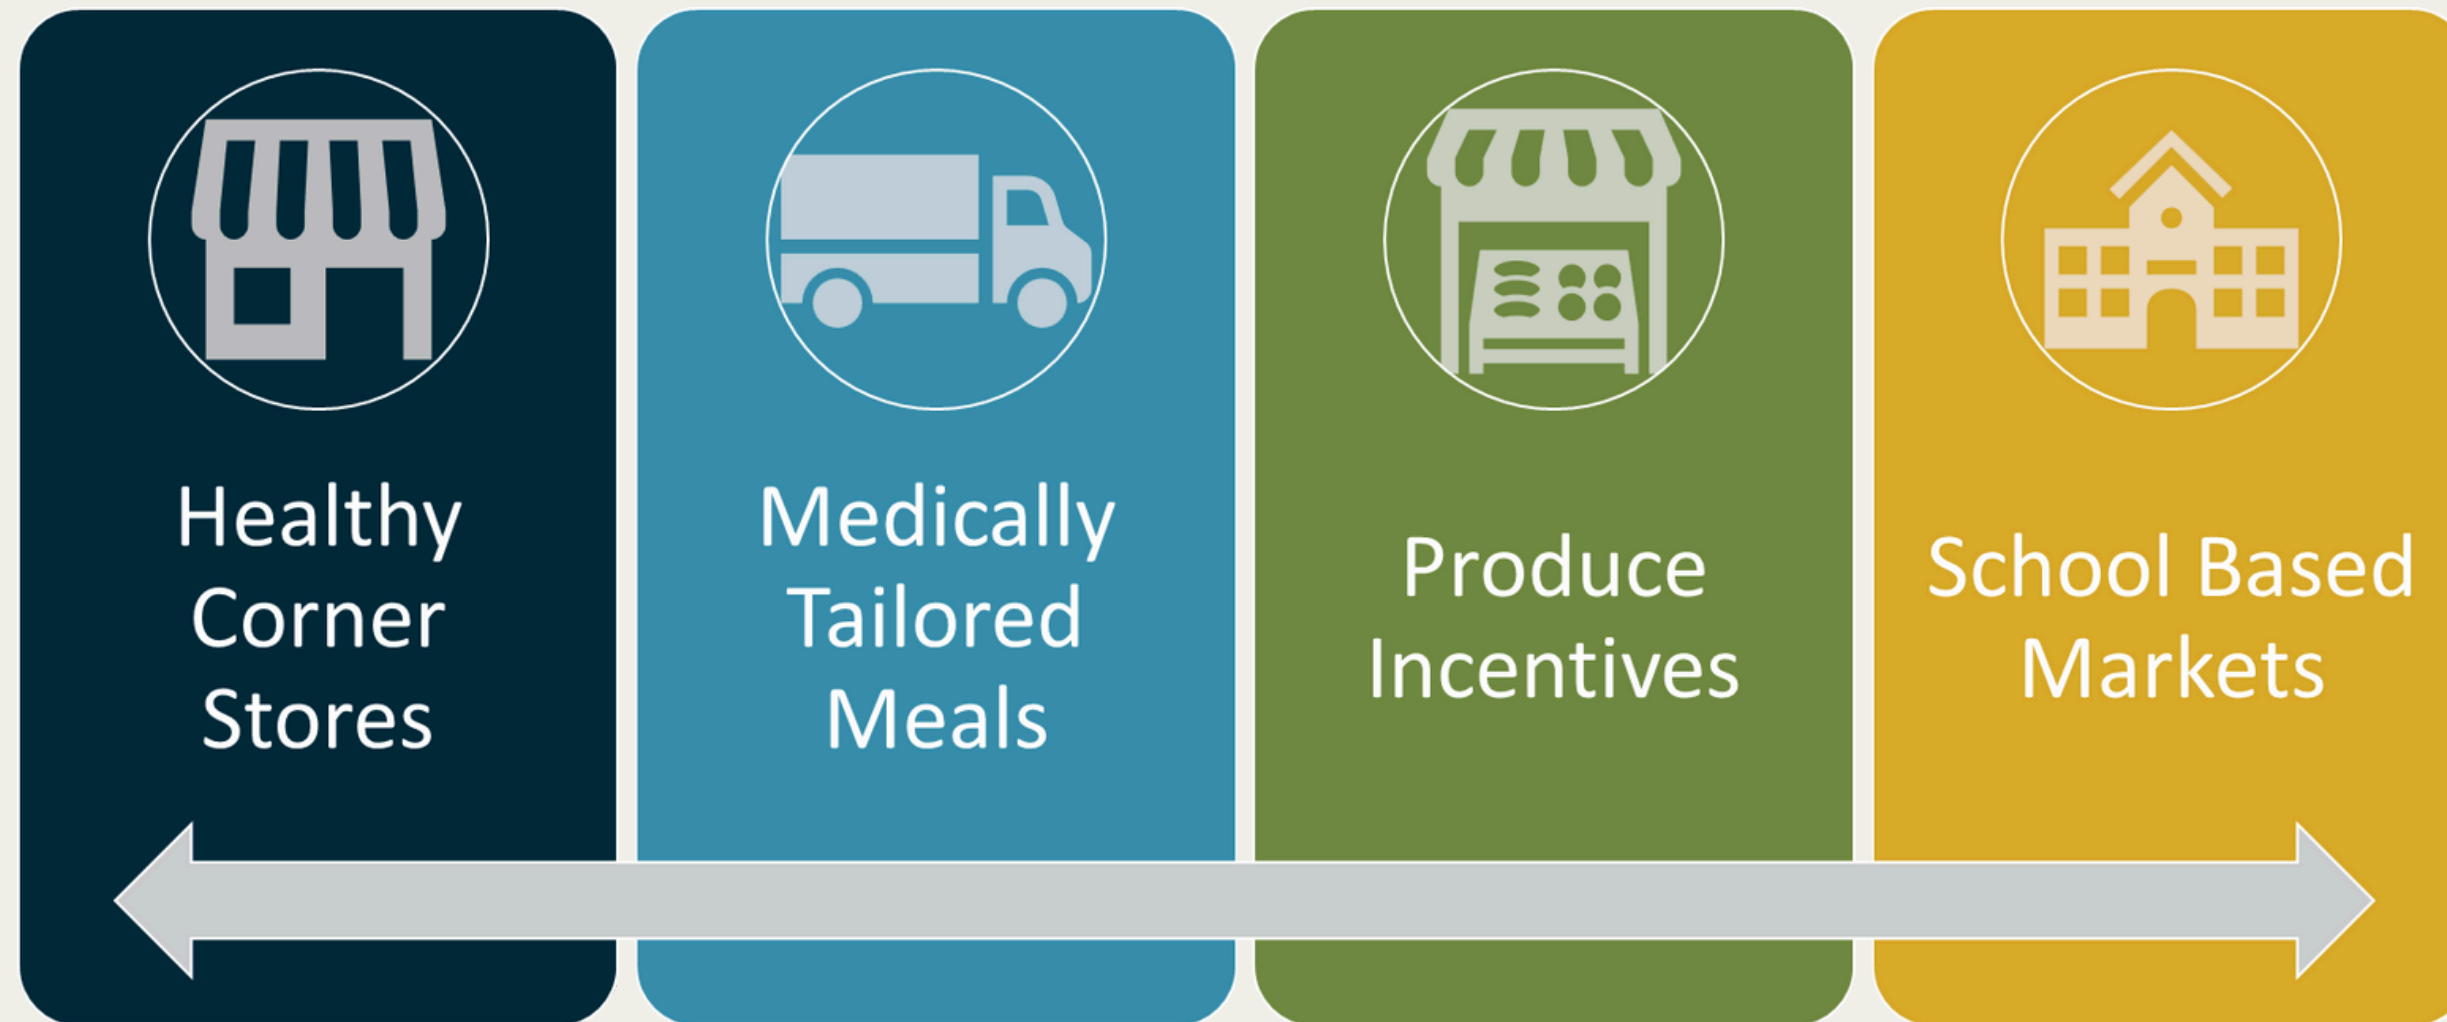 Healthy
Corner
Stores
Medically
Tailored
Meals
Produce
Incentives
School Based
Markets